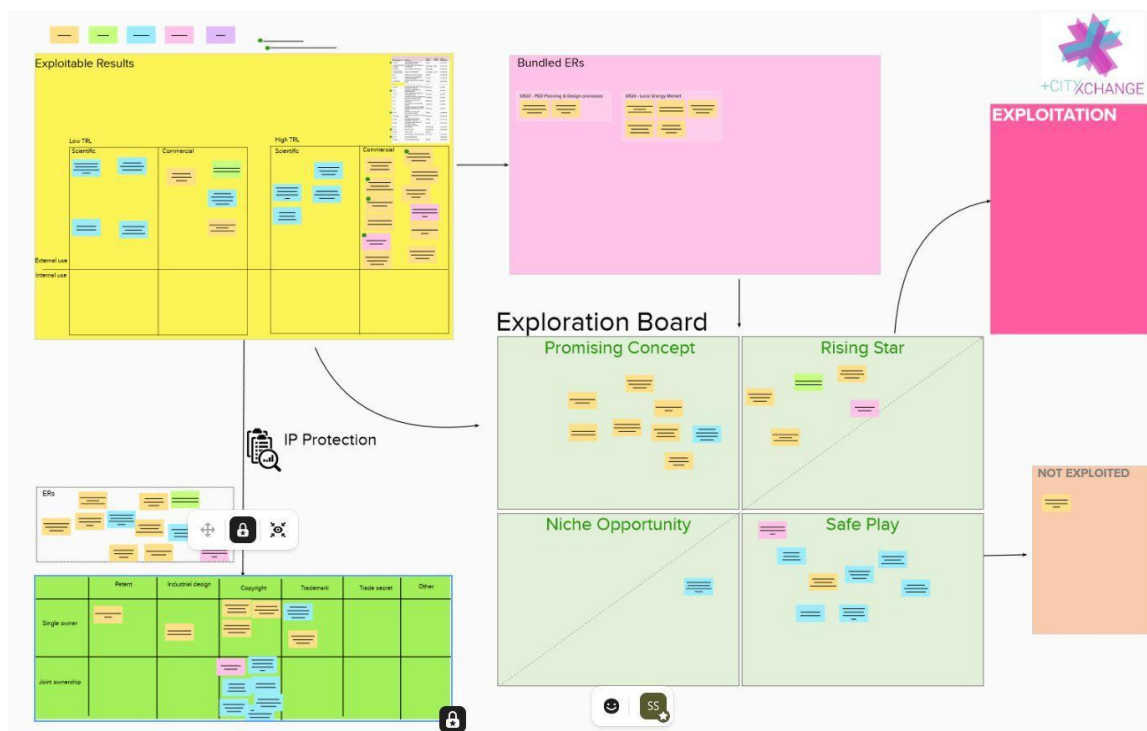 Exploitable Results
Low TRL
High TRL
Scientific
Commercial
Scientific
Commercial
External use
Internal use
Bundled ERs
ER23 - PED Planning & Design processes
ER24 - Local Energy Market
+CITYXCHANGE
EXPLOITATION
Exploration Board
Promising Concept
Rising Star
Niche Opportunity
Safe Play
NOT EXPLOITED
IP Protection
ERs
Patent
Industrial design
Copyright
Trademark
Trade secret
Other
Single owner
Joint ownership
SS